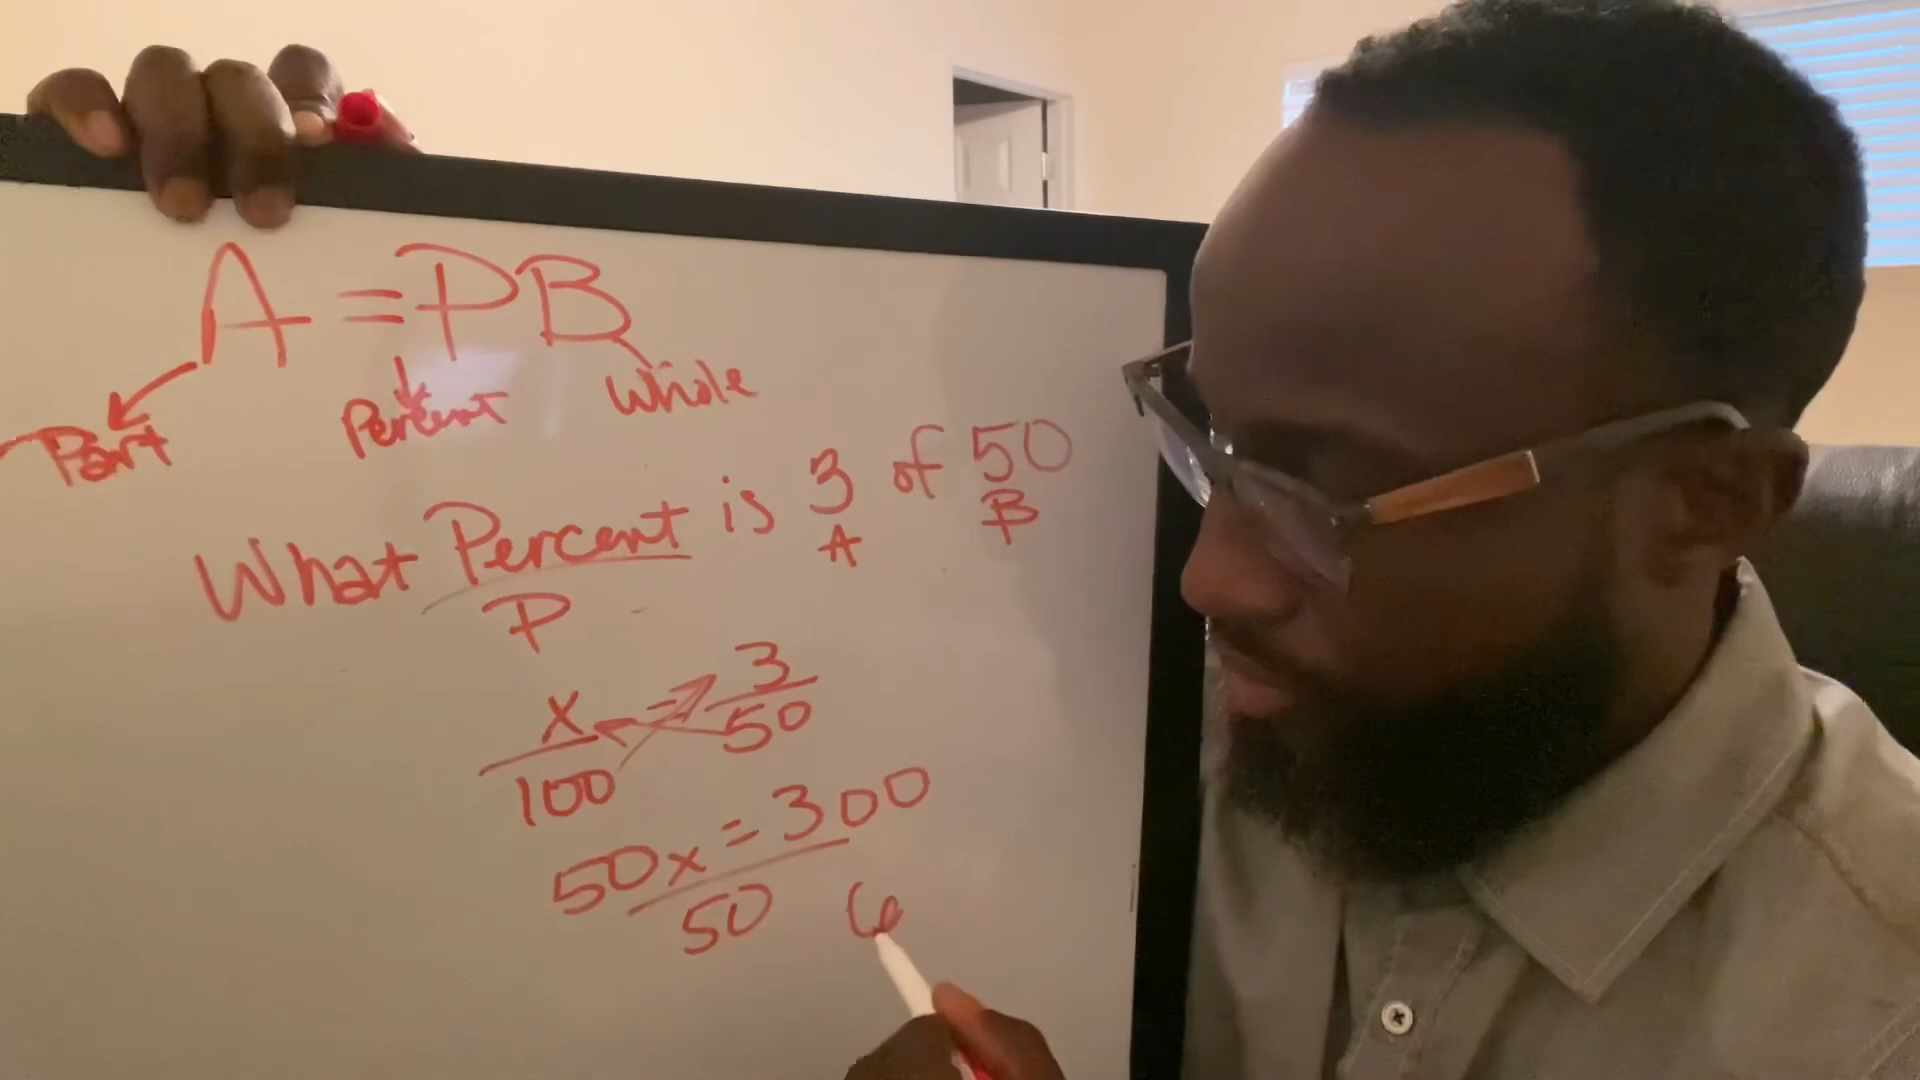 A = PB
Part Percent Whole
What Percent is 3 of 50
P A B
x/100 = 3/50
50x = 300
50 6